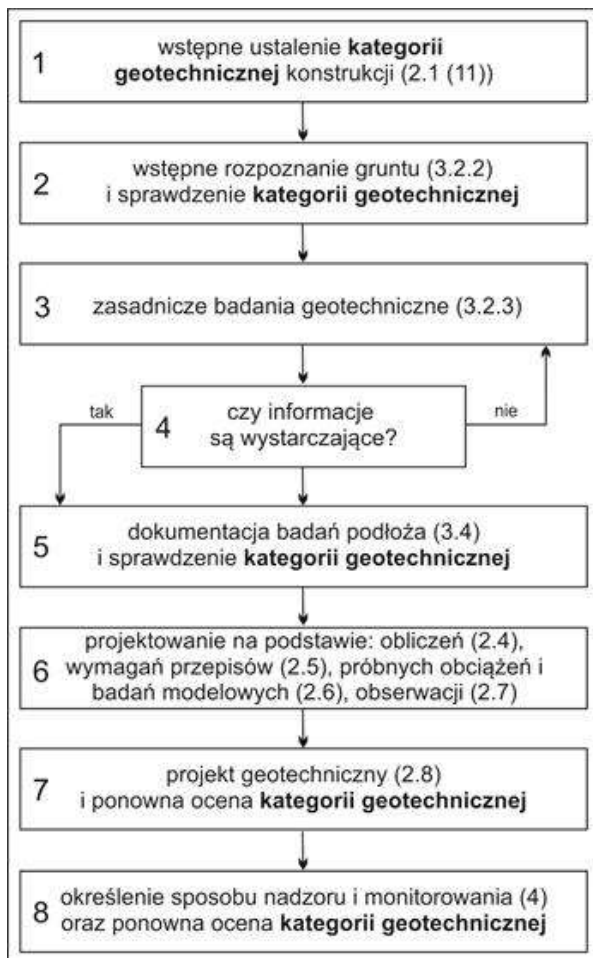 1
wstępne ustalenie kategorii
geotechnicznej konstrukcji (2.1 (11))
2
wstępne rozpoznanie gruntu (3.2.2)
i sprawdzenie kategorii geotechnicznej
3
zasadnicze badania geotechniczne (3.2.3)
tak
4
czy informacje
są wystarczające?
nie
5
dokumentacja badań podłoża (3.4)
i sprawdzenie kategorii geotechnicznej
6
projektowanie na podstawie: obliczeń (2.4),
wymagań przepisów (2.5), próbnych obciążeń i
badań modelowych (2.6), obserwacji (2.7)
7
projekt geotechniczny (2.8)
i ponowna ocena kategorii geotechnicznej
8
określenie sposobu nadzoru i monitorowania (4)
oraz ponowna ocena kategorii geotechnicznej